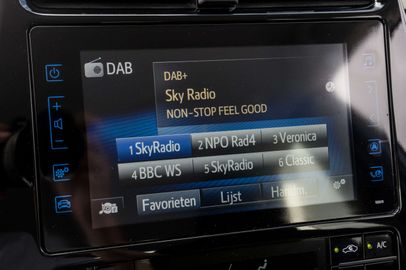 DAB
DAB+
Sky Radio
NON-STOP FEEL GOOD
1 SkyRadio 2 NPO Rad4 3 Veronica
4 BBC WS 5 SkyRadio 6 Classic
Favorieten Lijst Handm.
A/C